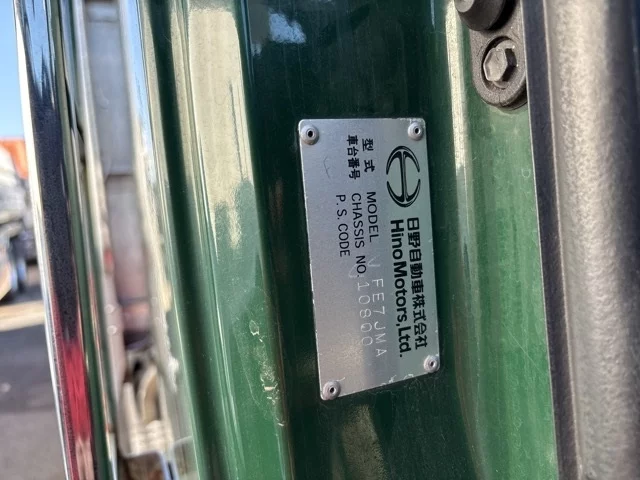 日野自動車株式会社
Hino Motors, Ltd.
型式 MODEL FE7JMA
車台番号 CHASSIS NO. 10800
P.S. CODE